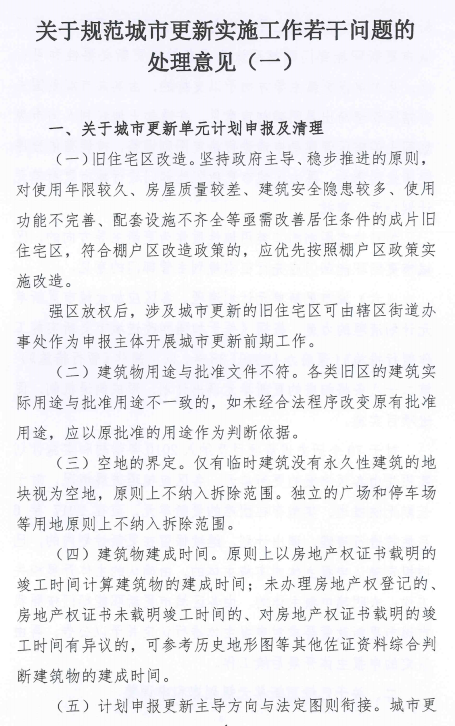 关于规范城市更新实施工作若干问题的
处理意见（一）
一、关于城市更新单元计划申报及清理
（一）旧住宅区改造。坚持政府主导、稳步推进的原则，
对使用年限较久、房屋质量较差、建筑安全隐患较多、使用
功能不完善、配套设施不齐全等亟需改善居住条件的成片旧
住宅区，符合棚户区改造政策的，应优先按照棚户区政策实
施改造。
强区放权后，涉及城市更新的旧住宅区可由辖区街道办
事处作为申报主体开展城市更新前期工作。
（二）建筑物用途与批准文件不符。各类旧区的建筑实
际用途与批准用途不一致的，如未经合法程序改变原有批准
用途，应以原批准的用途作为判断依据。
（三）空地的界定。仅有临时建筑没有永久性建筑的地
块视为空地，原则上不纳入拆除范围。独立的广场和停车场
等用地原则上不纳入拆除范围。
（四）建筑物建成时间。原则上以房地产权证书载明的
竣工时间计算建筑物的建成时间；未办理房地产权登记的、
房地产权证书未载明竣工时间的、对房地产权证书载明的竣
工时间有异议的，可参考历史地形图等其他佐证资料综合判
断建筑物的建成时间。
（五）计划申报更新主导方向与法定图则衔接。城市更